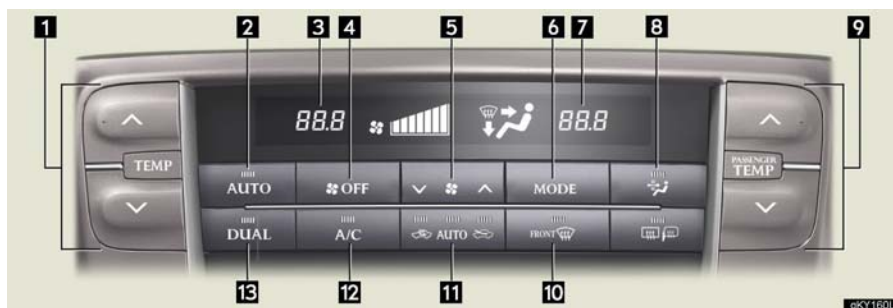 1 2 3 4 5 6 7 8 9
88.8 88.8
TEMP
PASSENGER
TEMP
AUTO OFF MODE
DUAL A/C AUTO FRONT
13 12 11 10